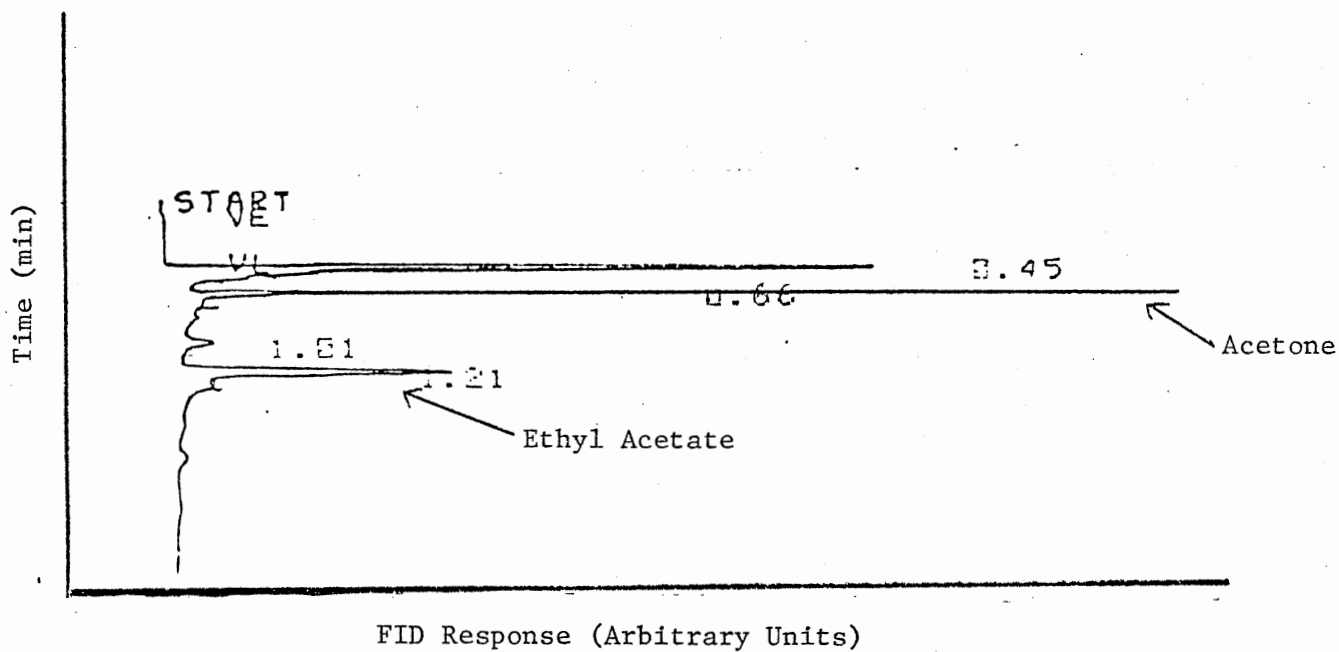 Time (min)
START
0.45
0.66
Acetone
1.01
1.21
Ethyl Acetate
FID Response (Arbitrary Units)